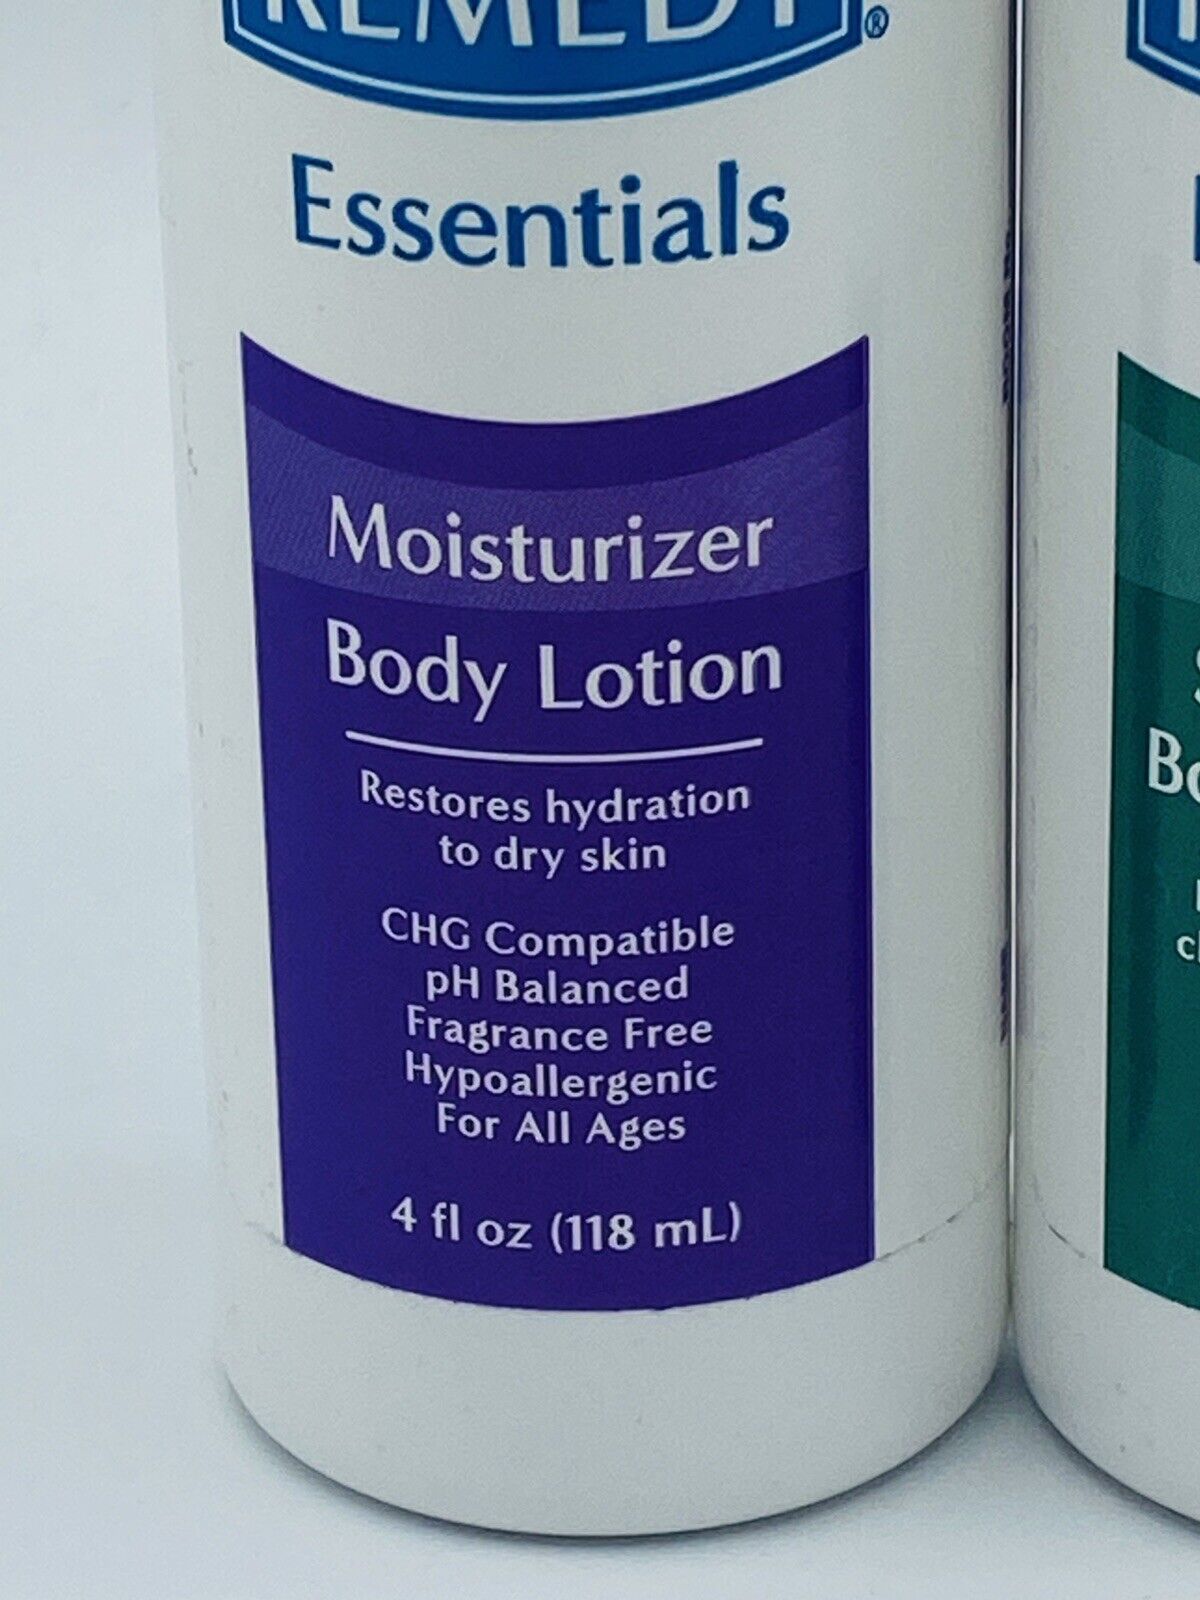 REMEDY®
Essentials
Moisturizer
Body Lotion
Restores hydration
to dry skin
CHG Compatible
pH Balanced
Fragrance Free
Hypoallergenic
For All Ages
4 fl oz (118 mL)